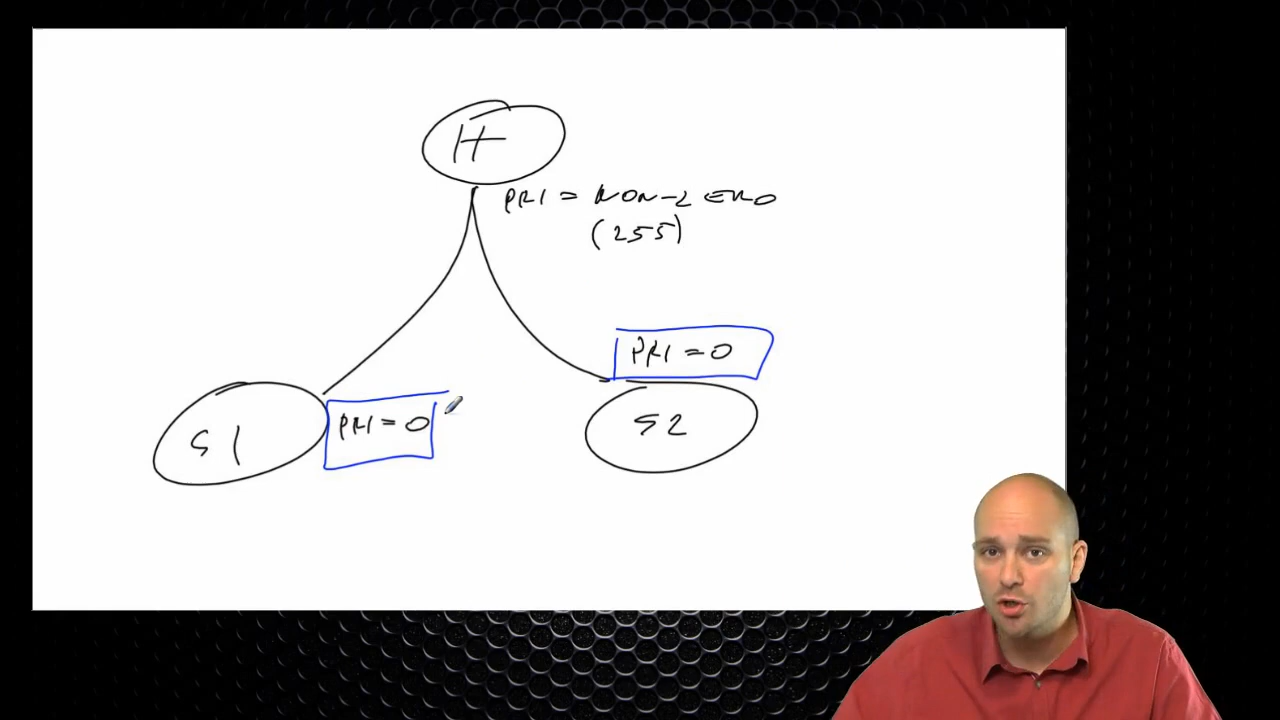 H
PRI = NON-ZERO
(255)
PRI = 0
S1
PRI = 0
S2